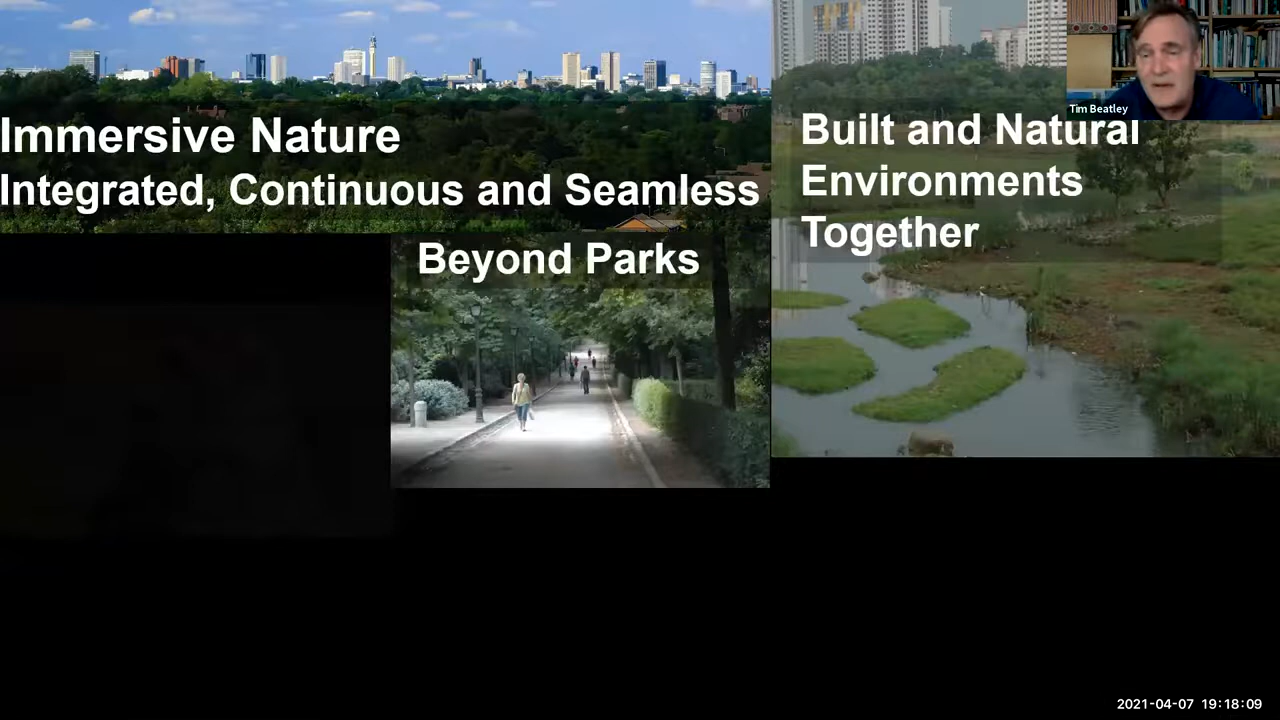 Immersive Nature
Integrated, Continuous and Seamless
Beyond Parks
Built and Natural
Environments
Together
Tim Beatley
2021-04-07 19:18:09